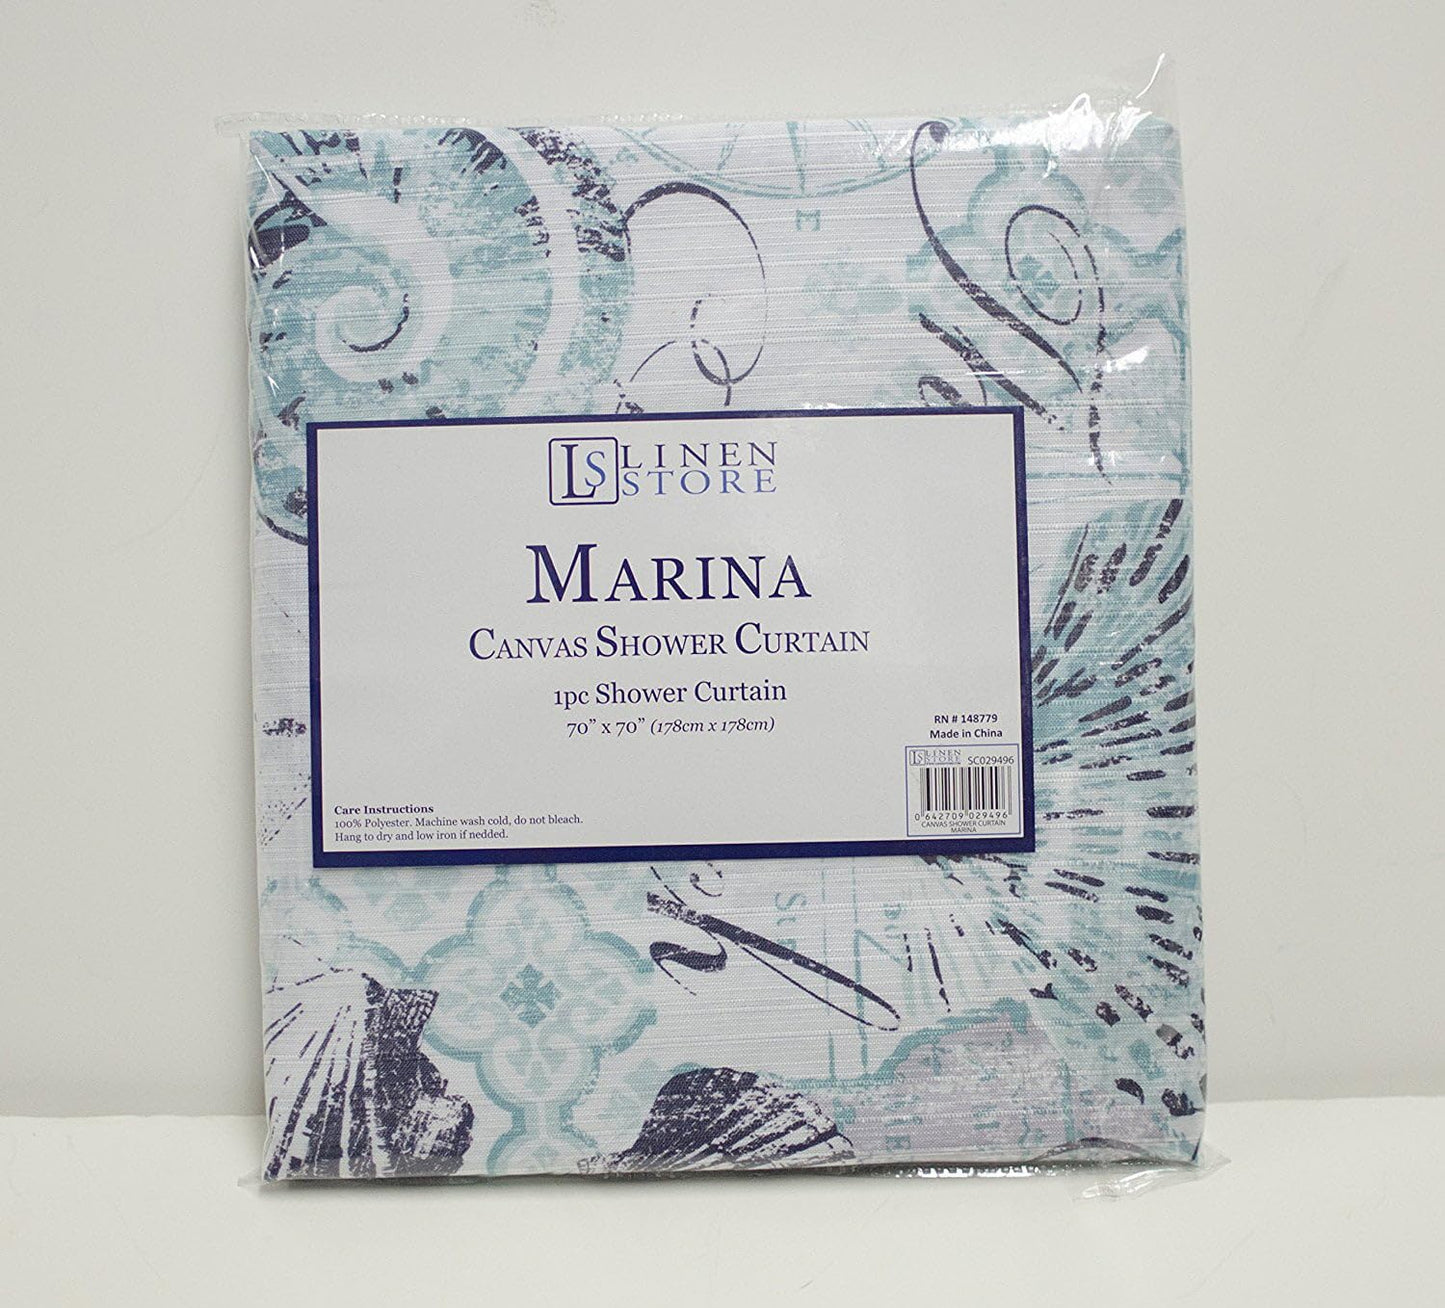 E
LS LINEN
STORE
MARINA
CANVAS SHOWER CURTAIN
1pc Shower Curtain
70” x 70” (178cm x 178cm)
RN # 148779
Made in China
LS LINEN
STORE
SC029496
0 642709 029496
CANVAS SHOWER CURTAIN
MARINA
Care Instructions
100% Polyester. Machine wash cold, do not bleach.
Hang to dry and low iron if nedded.